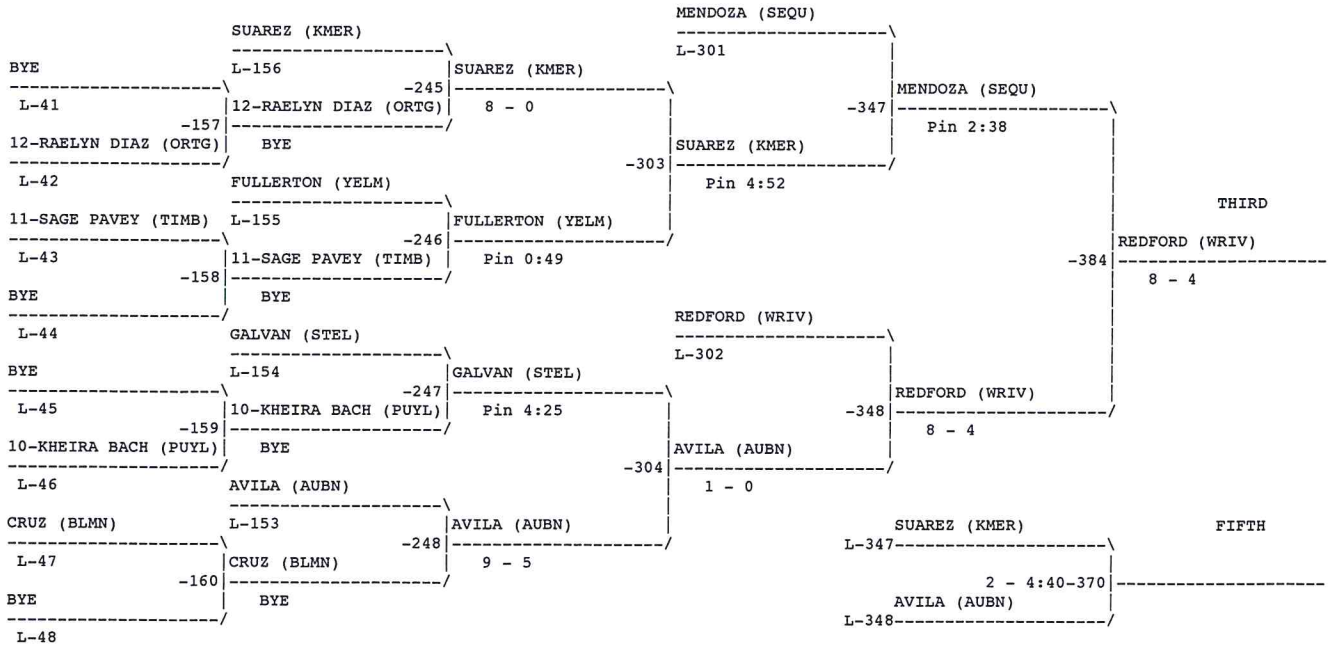 MENDOZA (SEQU)
SUAREZ (KMER)
L-301
BYE
L-156
-245
SUAREZ (KMER)
MENDOZA (SEQU)
L-41
12-RAELYN DIAZ (ORTG)
8 - 0
-347
-157
Pin 2:38
12-RAELYN DIAZ (ORTG)
BYE
SUAREZ (KMER)
-303
L-42
FULLERTON (YELM)
Pin 4:52
THIRD
11-SAGE PAVEY (TIMB)
L-155
FULLERTON (YELM)
-246
REDFORD (WRIV)
L-43
11-SAGE PAVEY (TIMB)
Pin 0:49
-384
-158
8 - 4
BYE
BYE
REDFORD (WRIV)
L-44
GALVAN (STEL)
L-302
BYE
L-154
GALVAN (STEL)
-247
REDFORD (WRIV)
L-45
10-KHEIRA BACH (PUYL)
Pin 4:25
-348
-159
8 - 4
10-KHEIRA BACH (PUYL)
BYE
AVILA (AUBN)
-304
L-46
AVILA (AUBN)
1 - 0
CRUZ (BLMN)
L-153
AVILA (AUBN)
SUAREZ (KMER)
FIFTH
-248
L-347
L-47
CRUZ (BLMN)
9 - 5
-160
2 - 4:40-370
BYE
BYE
AVILA (AUBN)
L-348
L-48